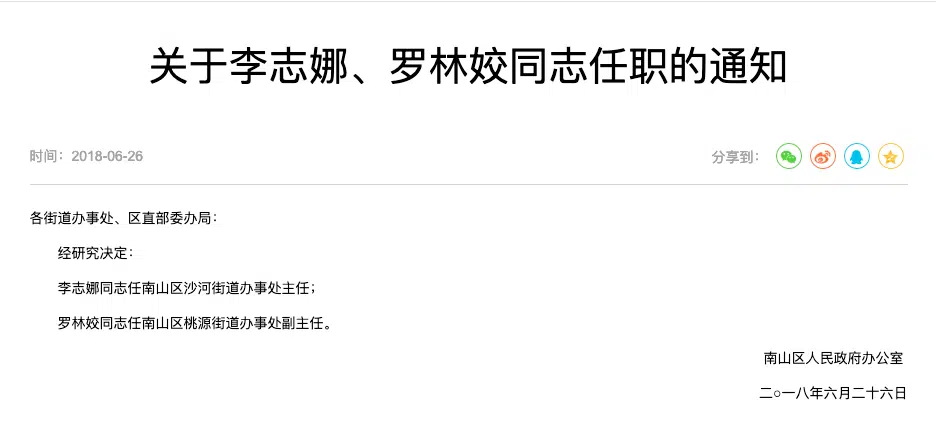 关于李志娜、罗林姣同志任职的通知
时间：2018-06-26 分享到：
各街道办事处、区直部委办局：
经研究决定：
李志娜同志任南山区沙河街道办事处主任；
罗林姣同志任南山区桃源街道办事处副主任。
南山区人民政府办公室
二○一八年六月二十六日